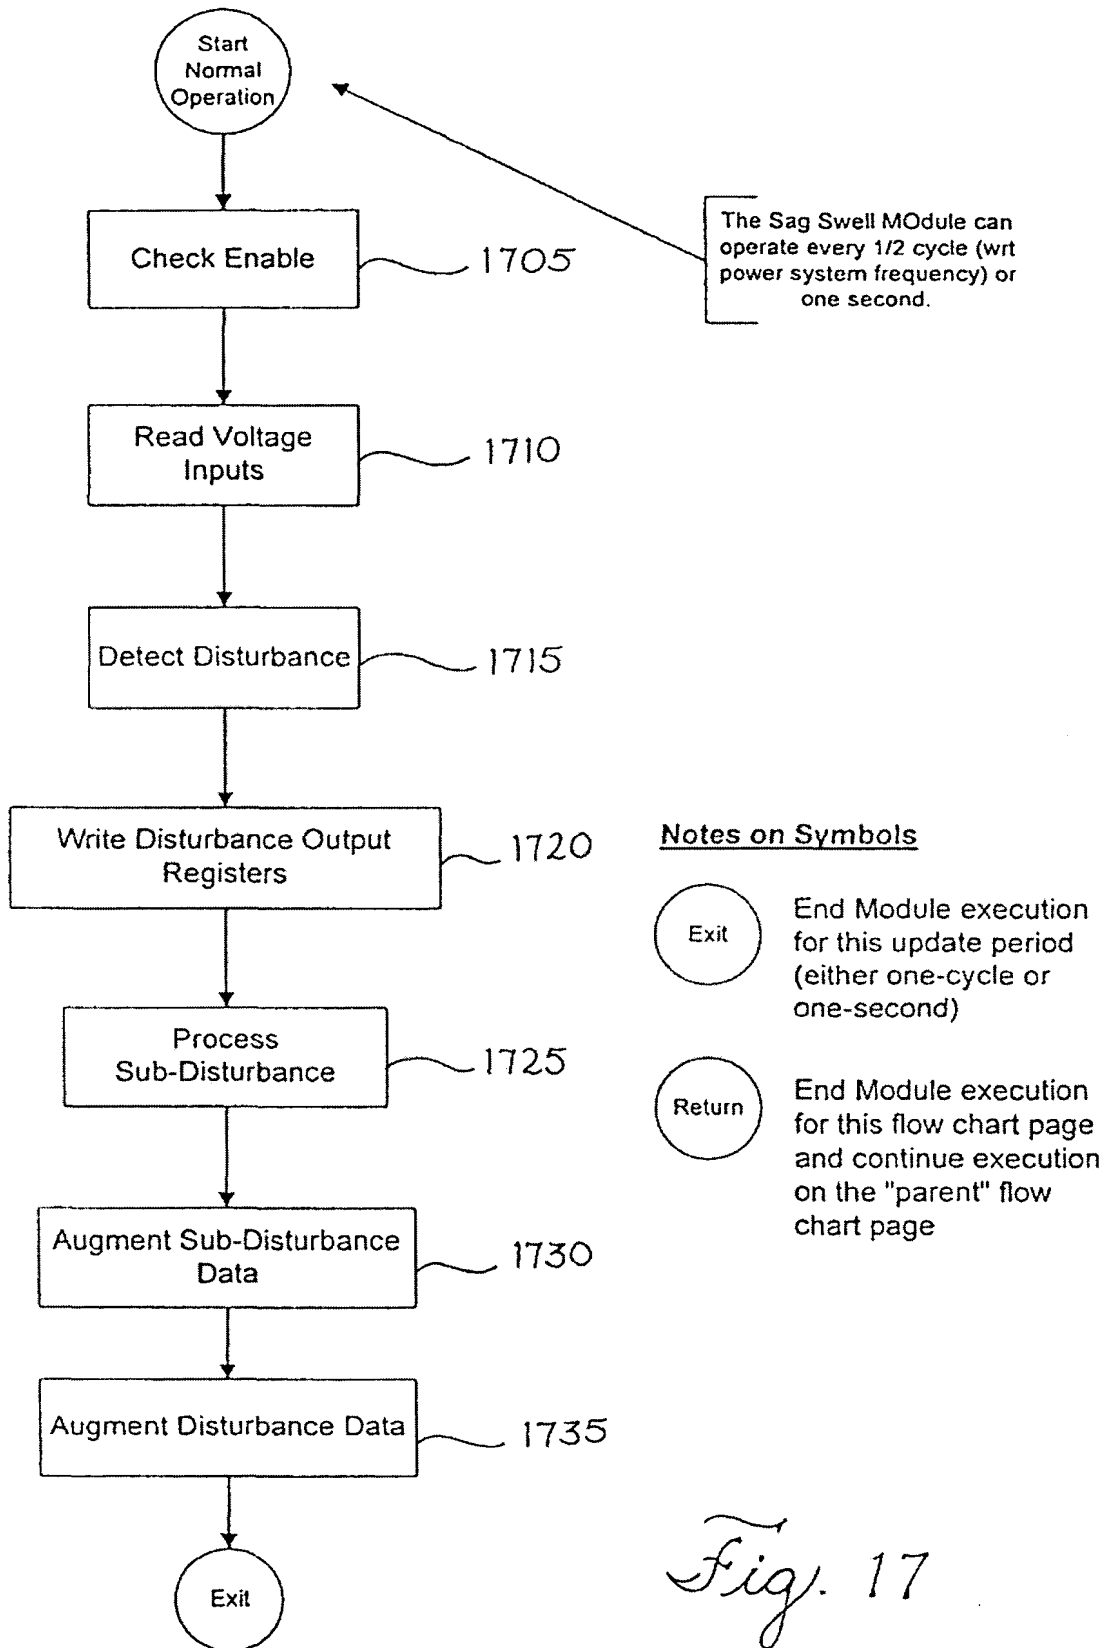 Start
Normal
Operation
The Sag Swell MOdule can
operate every 1/2 cycle (wrt
power system frequency) or
one second.
Check Enable
1705
Read Voltage
Inputs
1710
Detect Disturbance
1715
Write Disturbance Output
Registers
1720
Process
Sub-Disturbance
1725
Augment Sub-Disturbance
Data
1730
Augment Disturbance Data
1735
Exit
Notes on Symbols
Exit
End Module execution
for this update period
(either one-cycle or
one-second)
Return
End Module execution
for this flow chart page
and continue execution
on the "parent" flow
chart page
Fig. 17